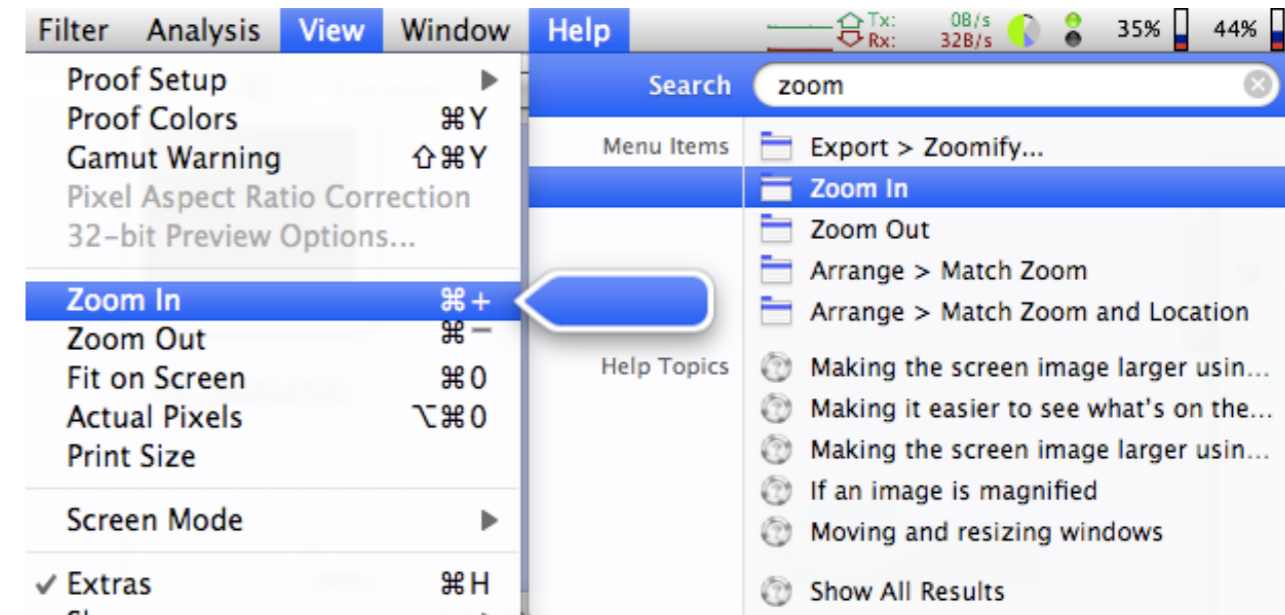 Filter Analysis View Window Help Tx: 0B/s 35% 44%
Rx: 32B/s
Proof Setup ▶
Proof Colors ⌘Y
Gamut Warning ⇧⌘Y
Pixel Aspect Ratio Correction
32-bit Preview Options...
Zoom In ⌘+
Zoom Out ⌘−
Fit on Screen ⌘0
Actual Pixels ⌥⌘0
Print Size
Screen Mode ▶
✓ Extras ⌘H
Search zoom
Menu Items Export > Zoomify...
Zoom In
Zoom Out
Arrange > Match Zoom
Arrange > Match Zoom and Location
Help Topics Making the screen image larger usin...
Making it easier to see what's on the...
Making the screen image larger usin...
If an image is magnified
Moving and resizing windows
Show All Results